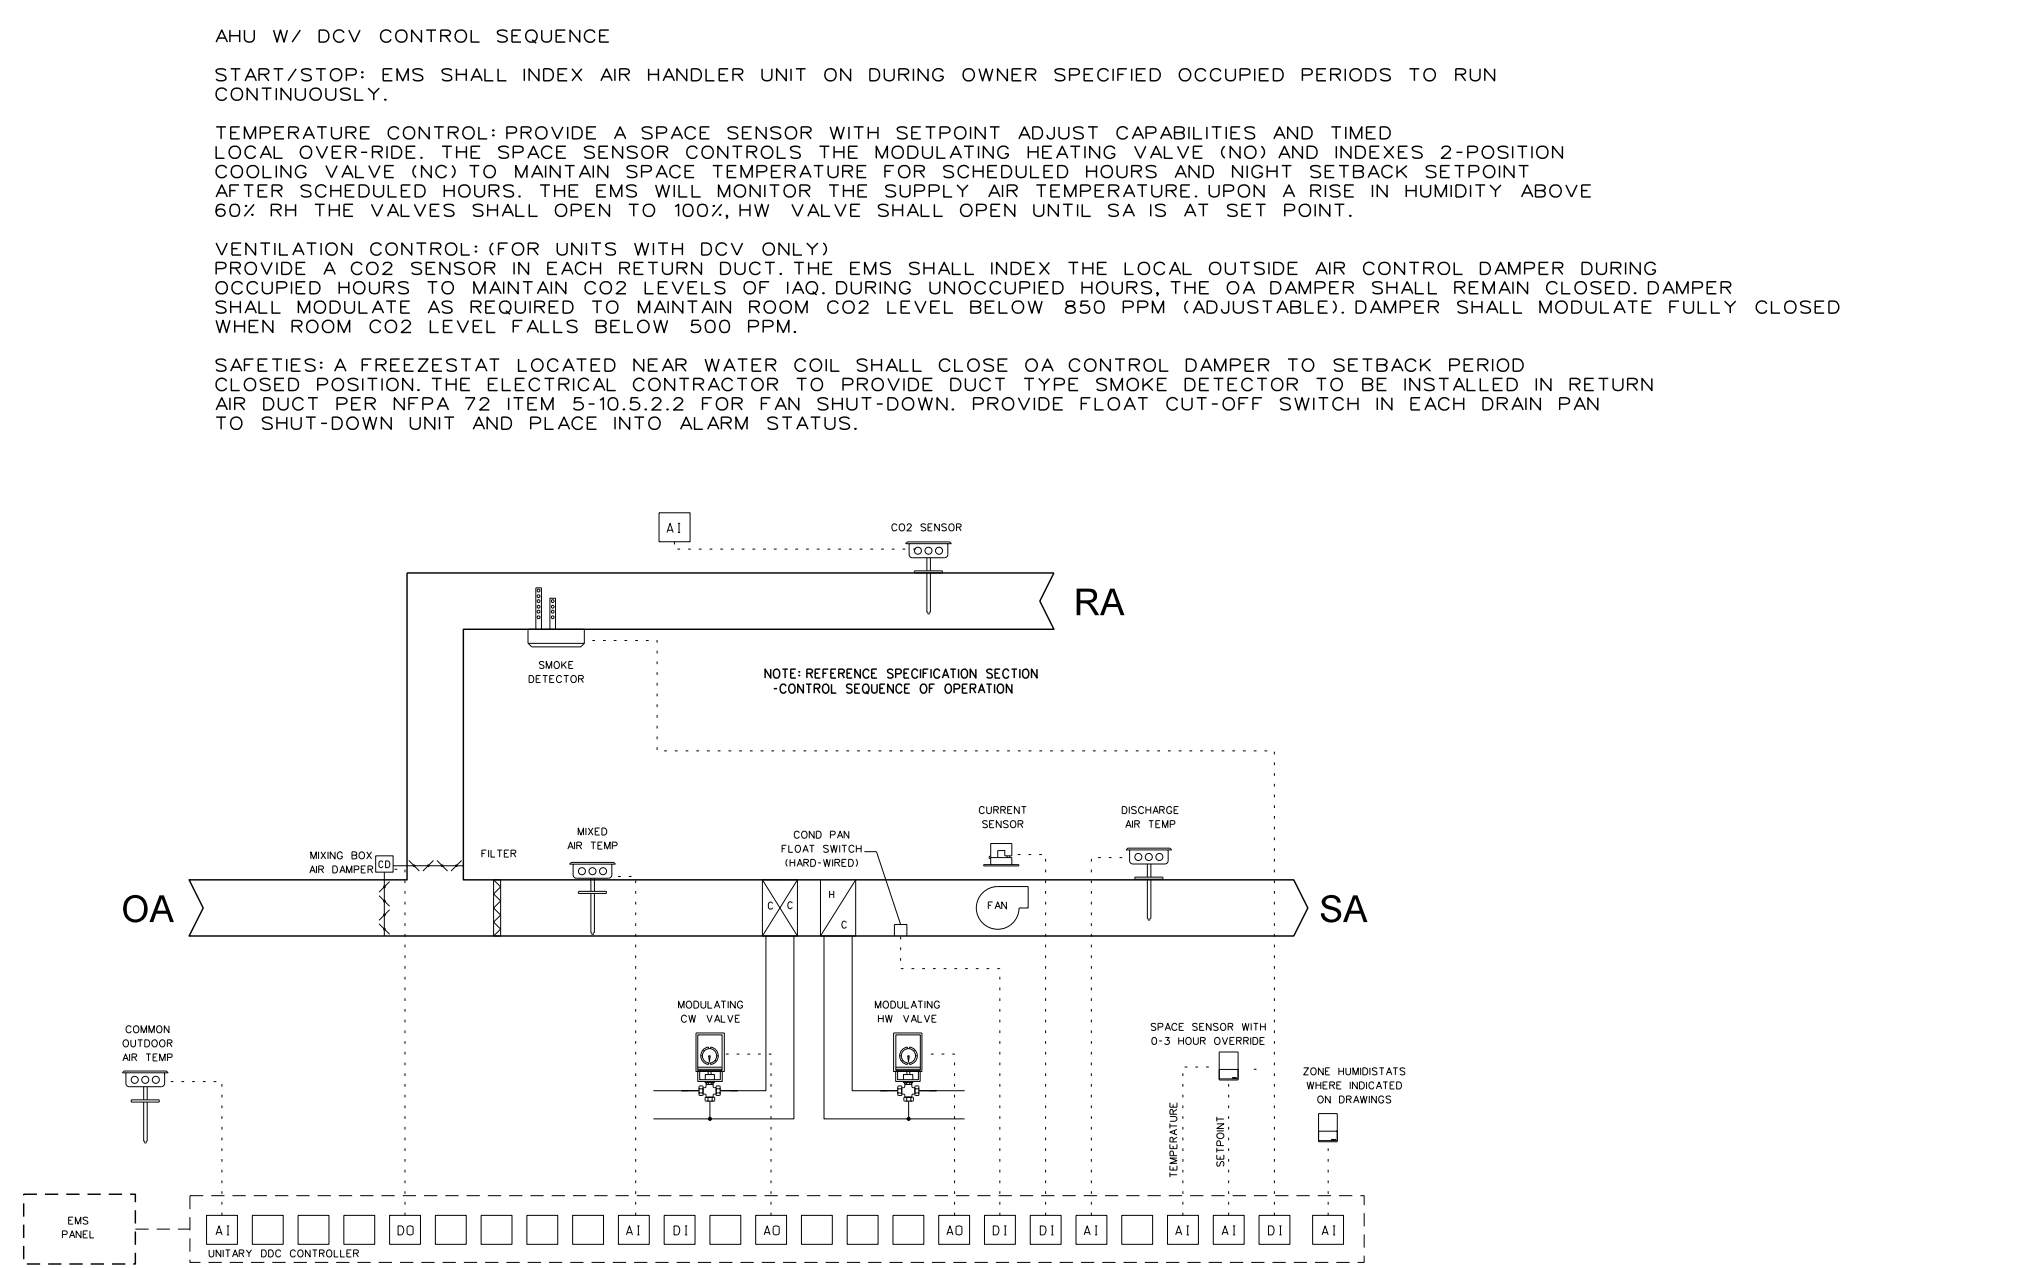 AHU W/ DCV CONTROL SEQUENCE
START/STOP: EMS SHALL INDEX AIR HANDLER UNIT ON DURING OWNER SPECIFIED OCCUPIED PERIODS TO RUN
CONTINUOUSLY.
TEMPERATURE CONTROL: PROVIDE A SPACE SENSOR WITH SETPOINT ADJUST CAPABILITIES AND TIMED
LOCAL OVER-RIDE. THE SPACE SENSOR CONTROLS THE MODULATING HEATING VALVE (NO) AND INDEXES 2-POSITION
COOLING VALVE (NC) TO MAINTAIN SPACE TEMPERATURE FOR SCHEDULED HOURS AND NIGHT SETBACK SETPOINT
AFTER SCHEDULED HOURS. THE EMS WILL MONITOR THE SUPPLY AIR TEMPERATURE. UPON A RISE IN HUMIDITY ABOVE
60% RH THE VALVES SHALL OPEN TO 100%, HW VALVE SHALL OPEN UNTIL SA IS AT SET POINT.
VENTILATION CONTROL: (FOR UNITS WITH DCV ONLY)
PROVIDE A CO2 SENSOR IN EACH RETURN DUCT. THE EMS SHALL INDEX THE LOCAL OUTSIDE AIR CONTROL DAMPER DURING
OCCUPIED HOURS TO MAINTAIN CO2 LEVELS OF IAQ. DURING UNOCCUPIED HOURS, THE OA DAMPER SHALL REMAIN CLOSED. DAMPER
SHALL MODULATE AS REQUIRED TO MAINTAIN ROOM CO2 LEVEL BELOW 850 PPM (ADJUSTABLE). DAMPER SHALL MODULATE FULLY CLOSED
WHEN ROOM CO2 LEVEL FALLS BELOW 500 PPM.
SAFETIES: A FREEZESTAT LOCATED NEAR WATER COIL SHALL CLOSE OA CONTROL DAMPER TO SETBACK PERIOD
CLOSED POSITION. THE ELECTRICAL CONTRACTOR TO PROVIDE DUCT TYPE SMOKE DETECTOR TO BE INSTALLED IN RETURN
AIR DUCT PER NFPA 72 ITEM 5-10.5.2.2 FOR FAN SHUT-DOWN. PROVIDE FLOAT CUT-OFF SWITCH IN EACH DRAIN PAN
TO SHUT-DOWN UNIT AND PLACE INTO ALARM STATUS.
AI
CO2 SENSOR
RA
SMOKE
DETECTOR
NOTE: REFERENCE SPECIFICATION SECTION
-CONTROL SEQUENCE OF OPERATION
MIXING BOX
AIR DAMPER
CD
FILTER
MIXED
AIR TEMP
COND PAN
FLOAT SWITCH
(HARD-WIRED)
CURRENT
SENSOR
DISCHARGE
AIR TEMP
OA
C C
H
C
FAN
SA
MODULATING
CW VALVE
MODULATING
HW VALVE
COMMON
OUTDOOR
AIR TEMP
SPACE SENSOR WITH
0-3 HOUR OVERRIDE
ZONE HUMIDISTATS
WHERE INDICATED
ON DRAWINGS
TEMPERATURE
SETPOINT
EMS
PANEL
AI DO AI DI AO AO DI DI AI AI AI DI AI
UNITARY DDC CONTROLLER